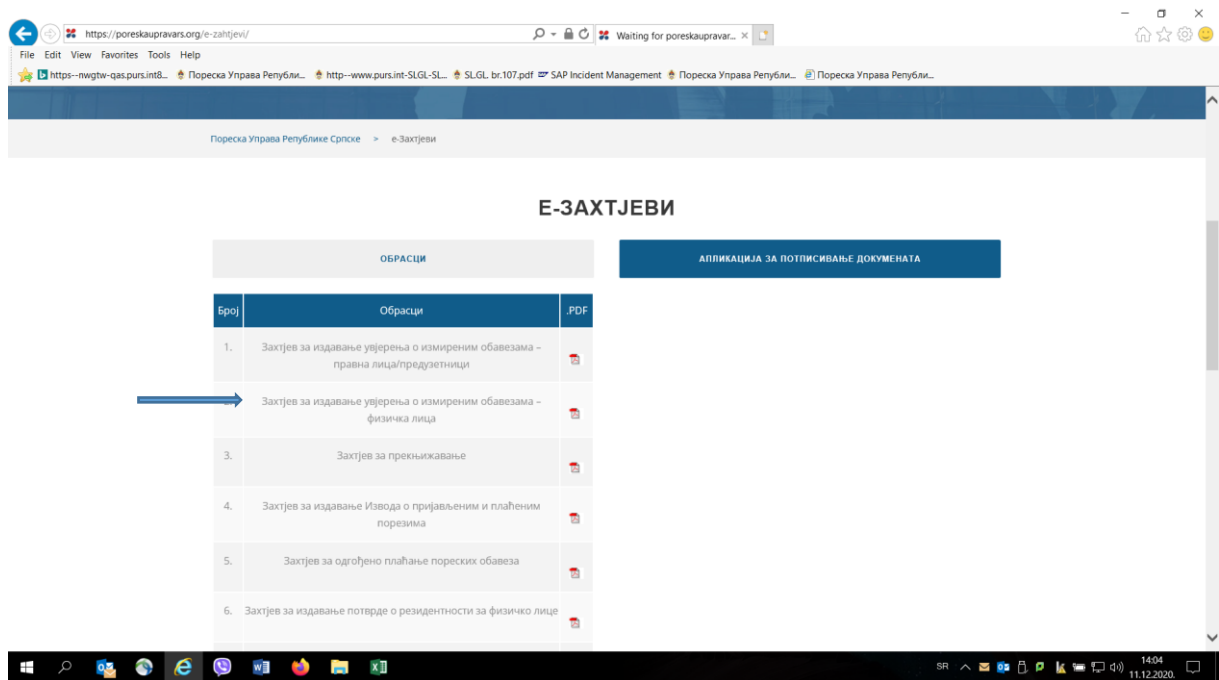 https://poreskaupravars.org/e-zahtjevi/
Waiting for poreskaupravar...
File Edit View Favorites Tools Help
https--nwgtw-qas.purs.int8...
Пореска Управа Републи...
http--www.purs.int-SLGL-SL...
SL.GL. br.107.pdf
SAP Incident Management
Пореска Управа Републи...
Пореска Управа Републи...
Пореска Управа Републике Српске > е-Захтјеви
Е-ЗАХТЈЕВИ
ОБРАСЦИ
АПЛИКАЦИЈА ЗА ПОТПИСИВАЊЕ ДОКУМЕНАТА
Број Обрасци .PDF
1. Захтјев за издавање увјерења о измиреним обавезама –
правна лица/предузетници
Захтјев за издавање увјерења о измиреним обавезама –
физичка лица
3. Захтјев за прекњижавање
4. Захтјев за издавање Извода о пријављеним и плаћеним
порезима
5. Захтјев за одгођено плаћање пореских обавеза
6. Захтјев за издавање потврде о резидентности за физичко лице
SR
14:04
11.12.2020.